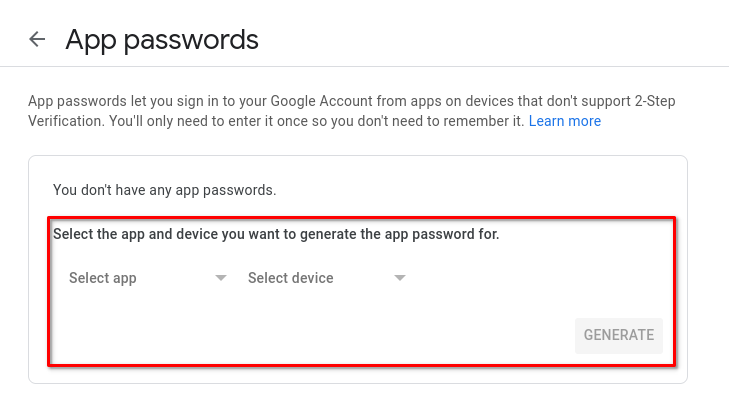 App passwords
App passwords let you sign in to your Google Account from apps on devices that don't support 2-Step
Verification. You'll only need to enter it once so you don't need to remember it. Learn more
You don't have any app passwords.
Select the app and device you want to generate the app password for.
Select app Select device
GENERATE